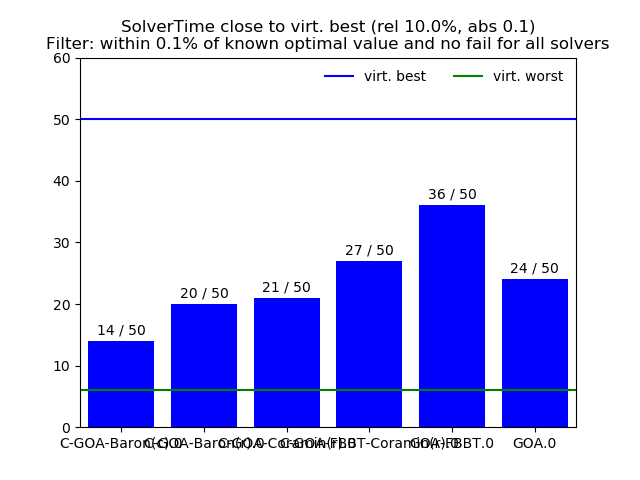 SolverTime close to virt. best (rel 10.0%, abs 0.1)
Filter: within 0.1% of known optimal value and no fail for all solvers
60
virt. best
virt. worst
50
40
36 / 50
30
27 / 50
24 / 50
20 / 50
21 / 50
20
14 / 50
10
0
GOA.0